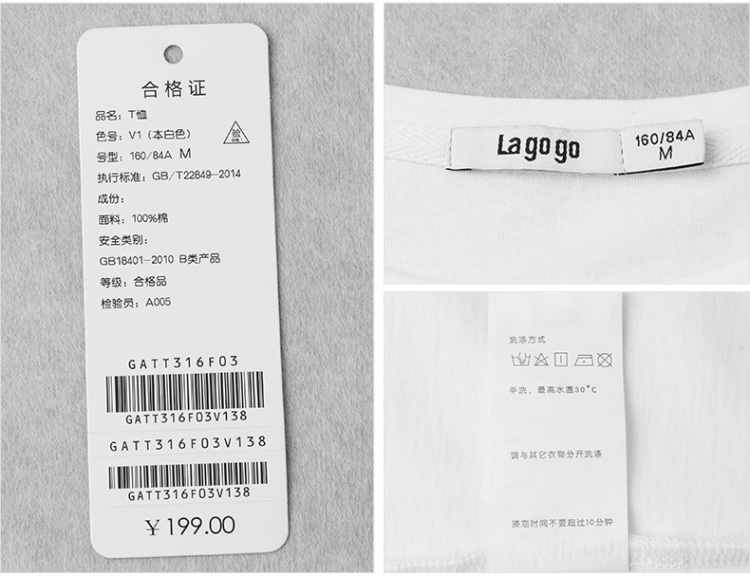 合格证
品名：T恤
色号：V1（本白色）
验
号型：160/84A M
执行标准：GB/T22849-2014
成份：
面料：100%棉
安全类别：
GB18401-2010 B类产品
等级：合格品
检验员：A005
GATT316F03
GATT316F03V138
GATT316F03V138
GATT316F03V138
￥199.00
Lagogo
160/84A
M
洗涤方式
手洗，最高水温30°C
请与其它衣物分开洗涤
浸泡时间不要超过10分钟